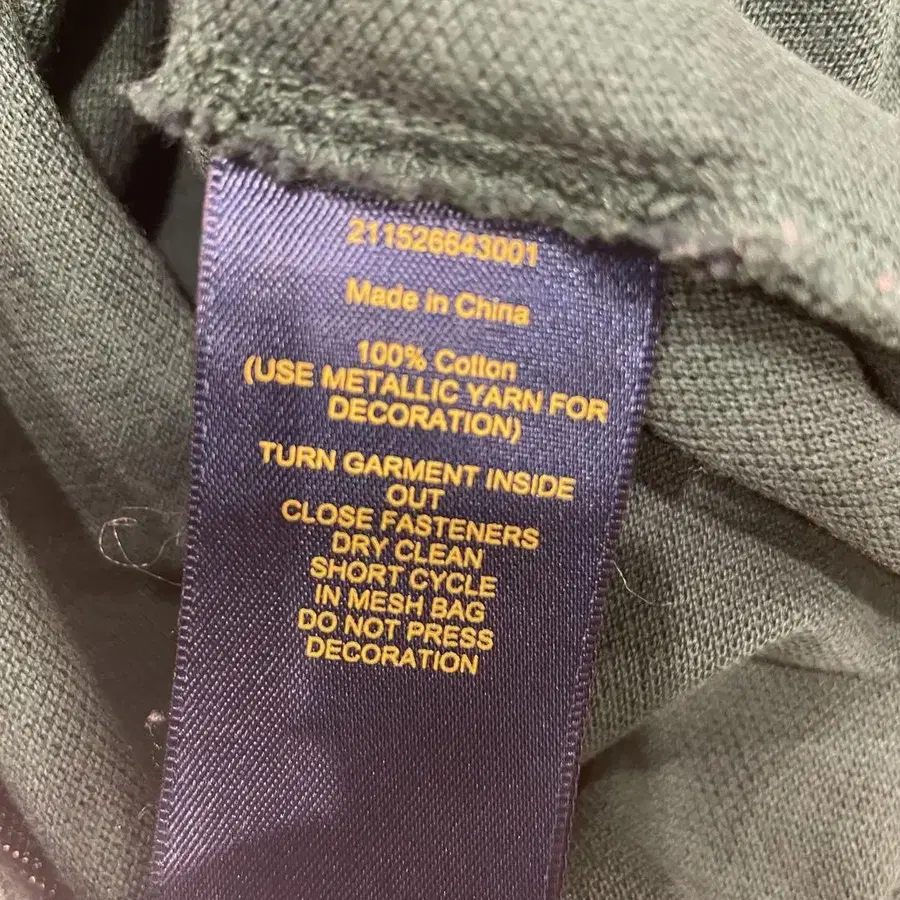 211526643001
Made in China
100% Cotton
(USE METALLIC YARN FOR
DECORATION)
TURN GARMENT INSIDE
OUT
CLOSE FASTENERS
DRY CLEAN
SHORT CYCLE
IN MESH BAG
DO NOT PRESS
DECORATION